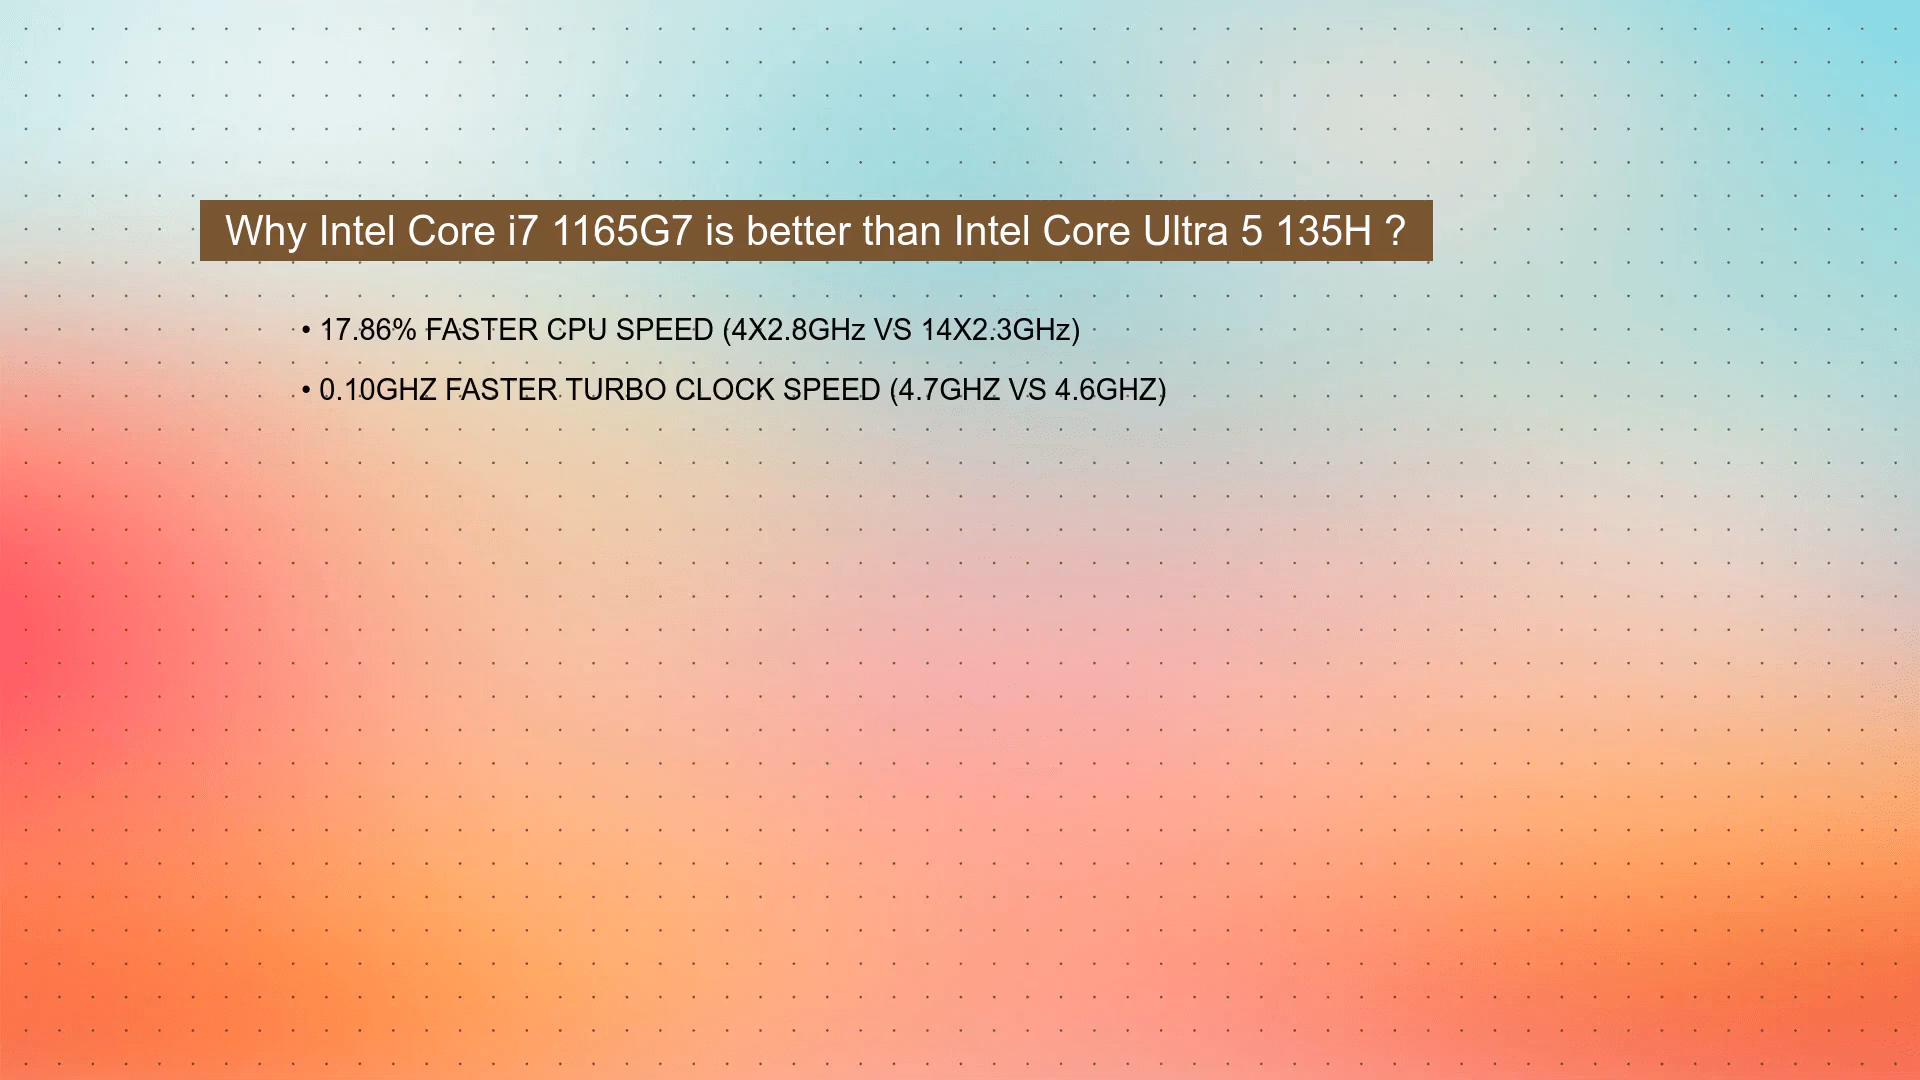 Why Intel Core i7 1165G7 is better than Intel Core Ultra 5 135H ?
• 17.86% FASTER CPU SPEED (4X2.8GHz VS 14X2.3GHz)
• 0.10GHZ FASTER TURBO CLOCK SPEED (4.7GHZ VS 4.6GHZ)